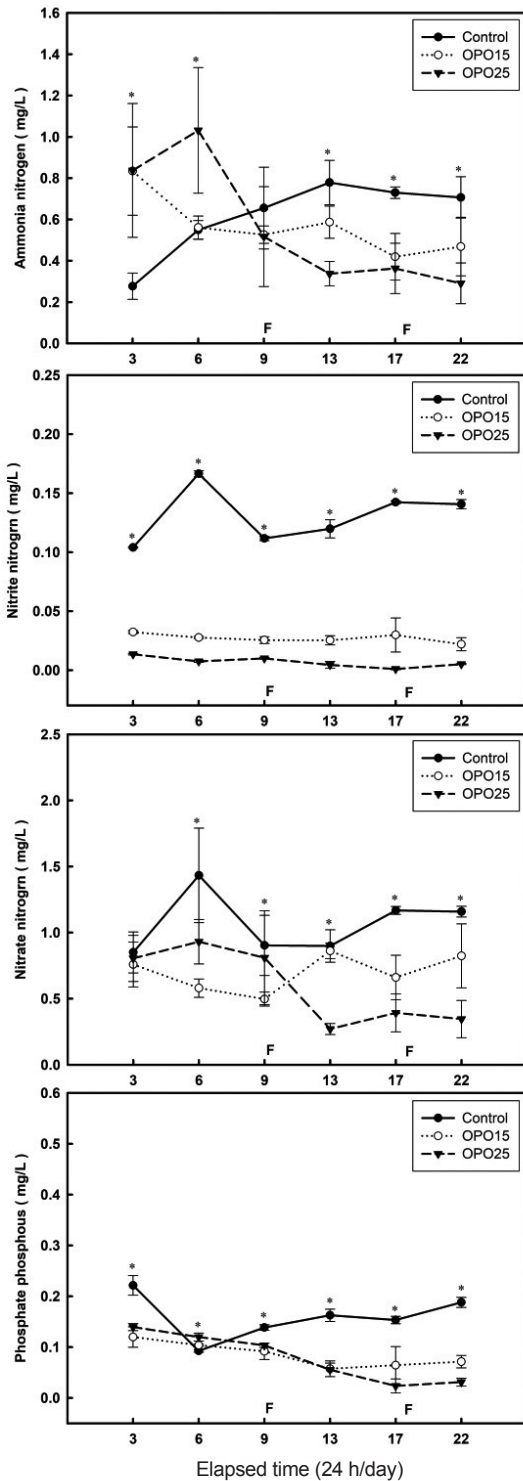 Ammonia nitrogen ( mg/L )
1.6
1.4
1.2
1.0
0.8
0.6
0.4
0.2
0.0
Control
OPO15
OPO25
* * * * *
F F
3 6 9 13 17 22
Nitrite nitrogrn ( mg/L )
0.25
0.20
0.15
0.10
0.05
0.00
Control
OPO15
OPO25
* * * * * *
F F
3 6 9 13 17 22
Nitrate nitrogrn ( mg/L )
2.5
2.0
1.5
1.0
0.5
0.0
Control
OPO15
OPO25
* * * * *
F F
3 6 9 13 17 22
Phosphate phosphous ( mg/L )
0.6
0.5
0.4
0.3
0.2
0.1
0.0
Control
OPO15
OPO25
* * * * * *
F F
3 6 9 13 17 22
Elapsed time (24 h/day)